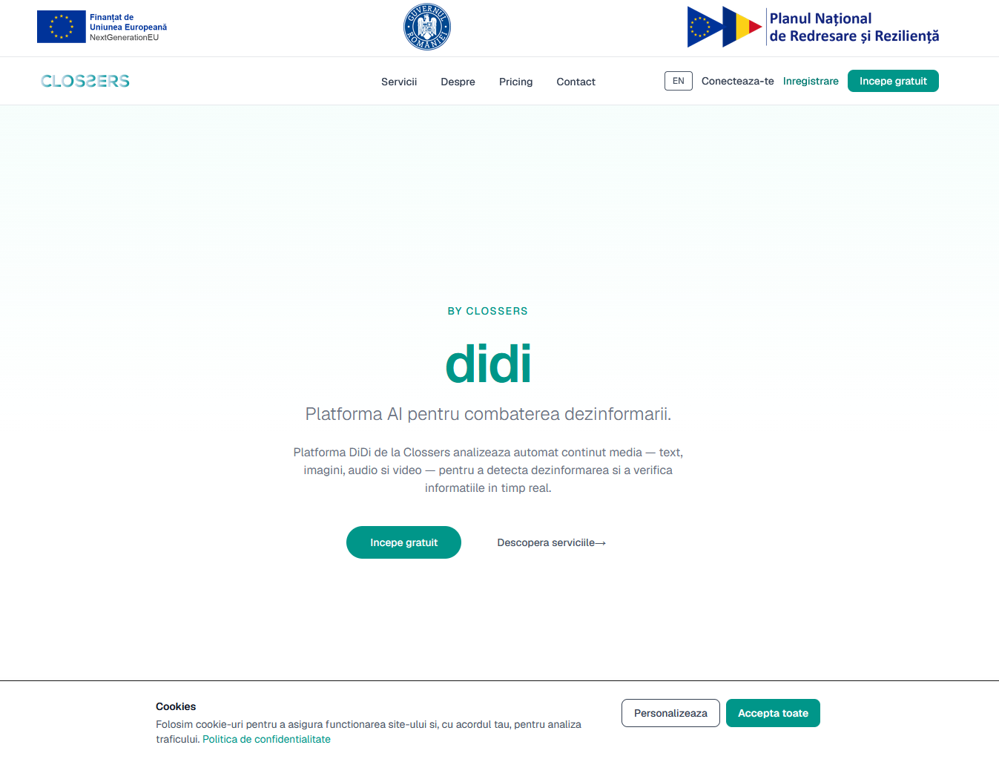 Finanțat de
Uniunea Europeană
NextGenerationEU
GUVERNUL
ROMÂNIEI
Planul Național
de Redresare și Reziliență
CLOSSERS
Servicii
Despre
Pricing
Contact
EN
Conecteaza-te
Inregistrare
Incepe gratuit
BY CLOSSERS
didi
Platforma AI pentru combaterea dezinformarii.
Platforma DiDi de la Clossers analizeaza automat continut media — text,
imagini, audio si video — pentru a detecta dezinformarea si a verifica
informatiile in timp real.
Incepe gratuit
Descopera serviciile→
Cookies
Folosim cookie-uri pentru a asigura functionarea site-ului si, cu acordul tau, pentru analiza
traficului. Politica de confidentialitate
Personalizeaza
Accepta toate